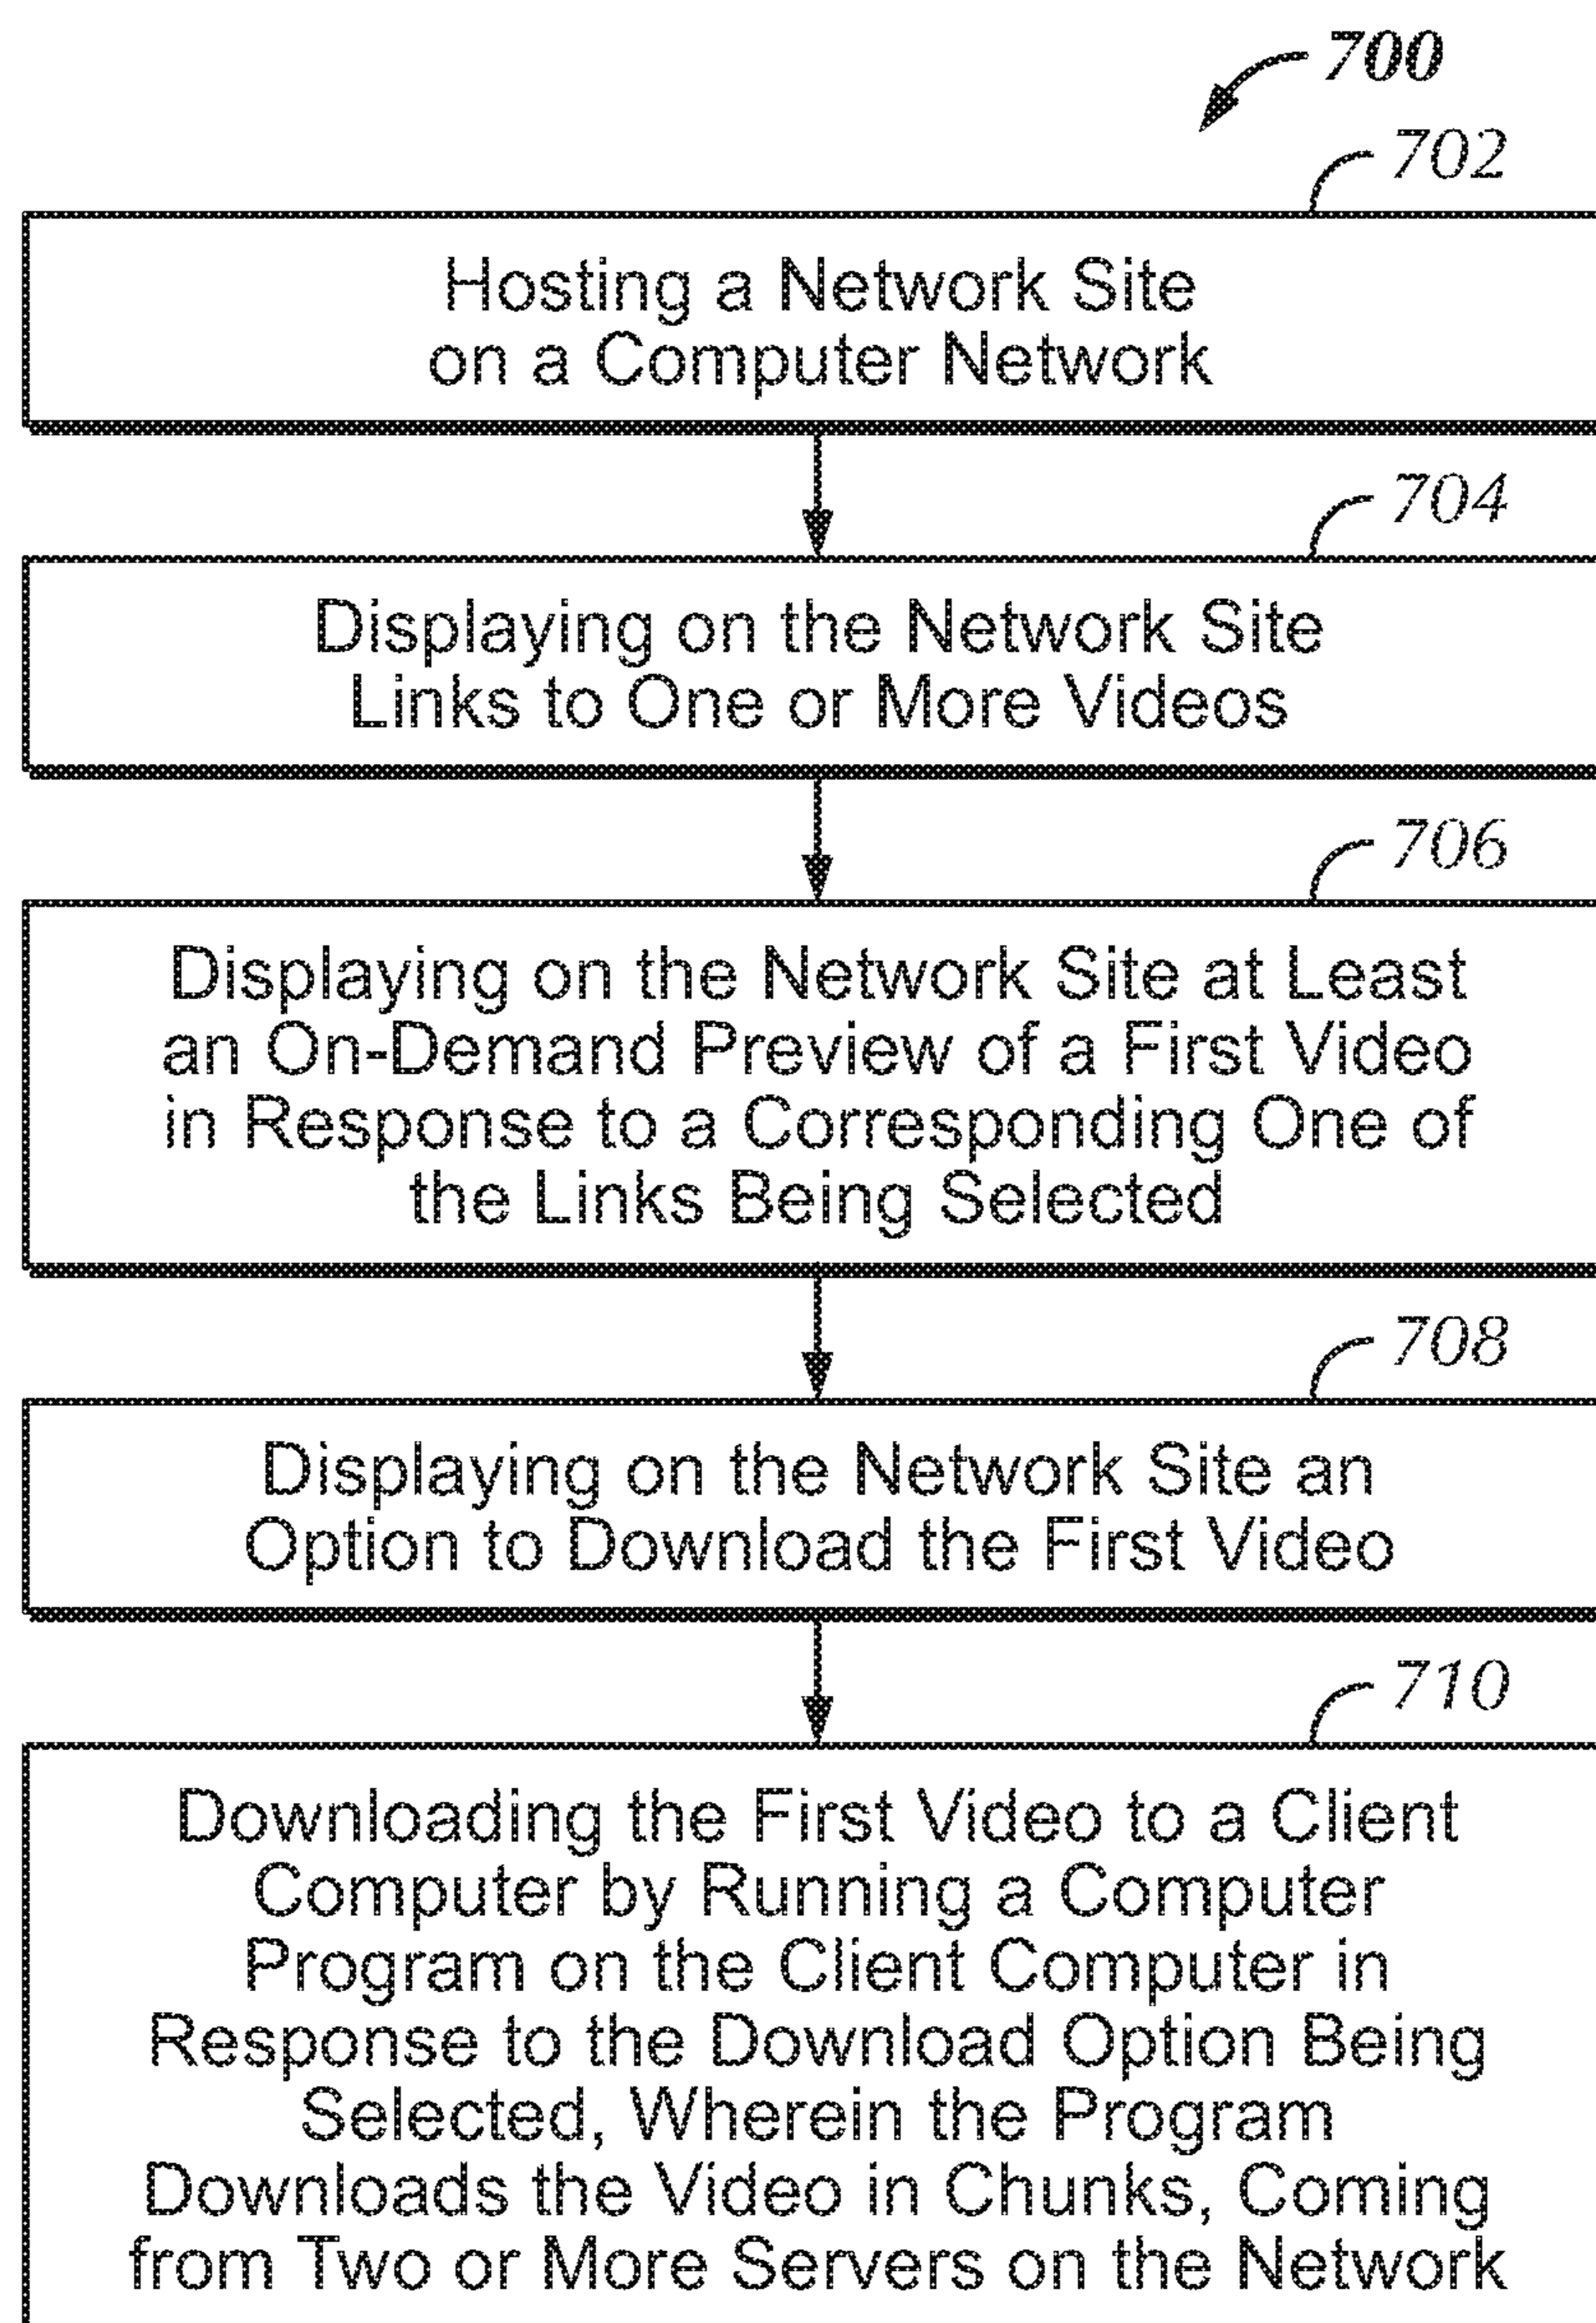 700
702
Hosting a Network Site
on a Computer Network
704
Displaying on the Network Site
Links to One or More Videos
706
Displaying on the Network Site at Least
an On-Demand Preview of a First Video
in Response to a Corresponding One of
the Links Being Selected
708
Displaying on the Network Site an
Option to Download the First Video
710
Downloading the First Video to a Client
Computer by Running a Computer
Program on the Client Computer in
Response to the Download Option Being
Selected, Wherein the Program
Downloads the Video in Chunks, Coming
from Two or More Servers on the Network